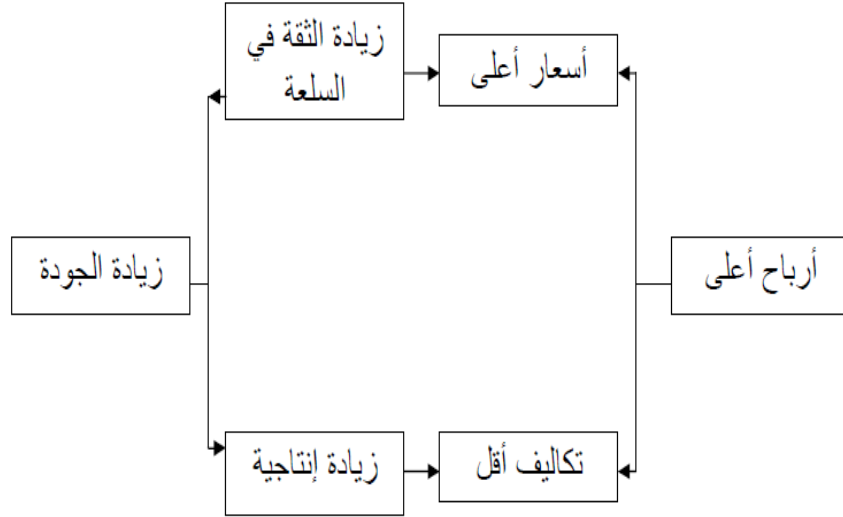 زيادة الثقة في
السلعة
أسعار أعلى
زيادة الجودة
أرباح أعلى
زيادة إنتاجية
تكاليف أقل